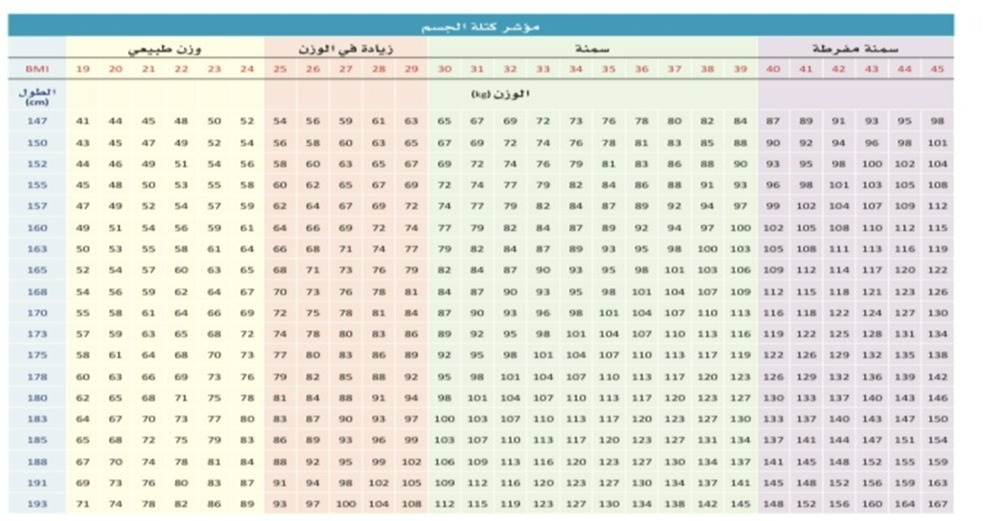 مؤشر كتلة الجسم
وزن طبيعي زيادة في الوزن سمنة سمنة مفرطة
BMI 19 20 21 22 23 24 25 26 27 28 29 30 31 32 33 34 35 36 37 38 39 40 41 42 43 44 45
الطول (cm) الوزن (kg)
147 41 44 45 48 50 52 54 56 59 61 63 65 67 69 72 73 76 78 80 82 84 87 89 91 93 95 98
150 43 45 47 49 52 54 56 58 60 63 65 67 69 72 74 76 78 81 83 85 88 90 92 94 96 98 101
152 44 46 49 51 54 56 58 60 63 65 67 69 72 74 76 79 81 83 86 88 90 93 95 98 100 102 104
155 45 48 50 53 55 58 60 62 65 67 69 72 74 77 79 82 84 86 88 91 93 96 98 101 103 105 108
157 47 49 52 54 57 59 62 64 67 69 72 74 77 79 82 84 87 89 92 94 97 99 102 104 107 109 112
160 49 51 54 56 59 61 64 66 69 72 74 77 79 82 84 87 89 92 94 97 100 102 105 108 110 112 115
163 50 53 55 58 61 64 66 68 71 74 77 79 82 84 87 89 93 95 98 100 103 105 108 111 113 116 119
165 52 54 57 60 63 65 68 71 73 76 79 82 84 87 90 93 95 98 101 103 106 109 112 114 117 120 122
168 54 56 59 62 64 67 70 73 76 78 81 84 87 90 93 95 98 101 104 107 109 112 115 118 121 123 126
170 55 58 61 64 66 69 72 75 78 81 84 87 90 93 96 98 101 104 107 110 113 116 118 122 124 127 130
173 57 59 63 65 68 72 74 78 80 83 86 89 92 95 98 101 104 107 110 113 116 119 122 125 128 131 134
175 58 61 64 68 70 73 77 80 83 86 89 92 95 98 101 104 107 110 113 117 119 122 126 129 132 135 138
178 60 63 66 69 73 76 79 82 85 88 92 95 98 101 104 107 110 113 117 120 123 126 129 132 136 139 142
180 62 65 68 71 75 78 81 84 88 91 94 98 101 104 107 110 113 117 120 123 127 130 133 137 140 143 146
183 64 67 70 73 77 80 83 87 90 93 97 100 103 107 110 113 117 120 123 127 130 133 137 140 143 147 150
185 65 68 72 75 79 83 86 89 93 96 99 103 107 110 113 117 120 123 127 131 134 137 141 144 147 151 154
188 67 70 74 78 81 84 88 92 95 99 102 106 109 113 116 120 123 127 130 134 137 141 145 148 152 155 159
191 69 73 76 80 83 87 91 94 98 102 105 109 112 116 120 123 127 130 134 137 141 145 148 152 156 159 163
193 71 74 78 82 86 89 93 97 100 104 108 112 115 119 123 127 130 134 138 142 145 148 152 156 160 164 167